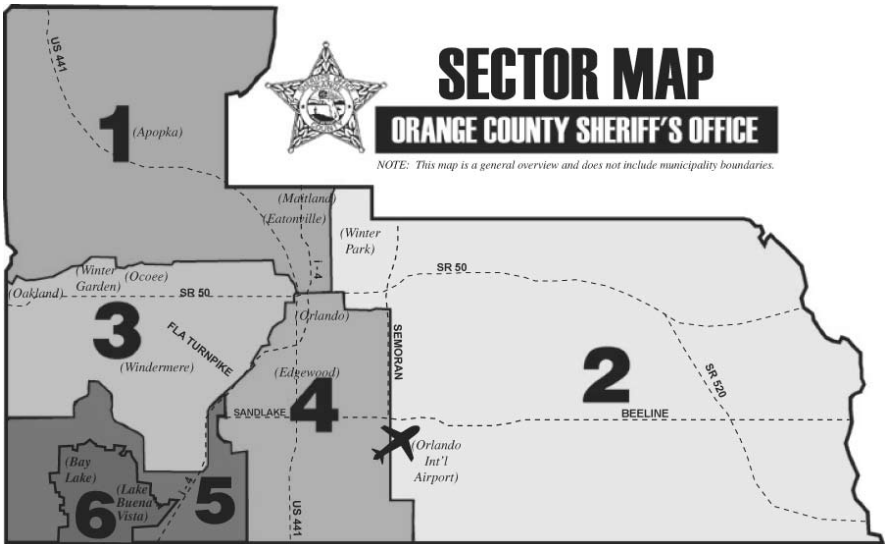 SECTOR MAP
ORANGE COUNTY SHERIFF'S OFFICE
NOTE: This map is a general overview and does not include municipality boundaries.
US 441
1
(Apopka)
(Maitland)
(Eatonville)
(Winter
Park)
I-4
(Winter
Garden)
(Ocoee)
(Oakland)
SR 50
SR 50
3
FLA TURNPIKE
(Windermere)
(Orlando)
SEMORAN
(Edgewood)
4
SANDLAKE
2
SR 520
BEELINE
(Orlando
Int'l
Airport)
(Bay
Lake)
(Lake
Buena
Vista)
6
I-4
5
US 441